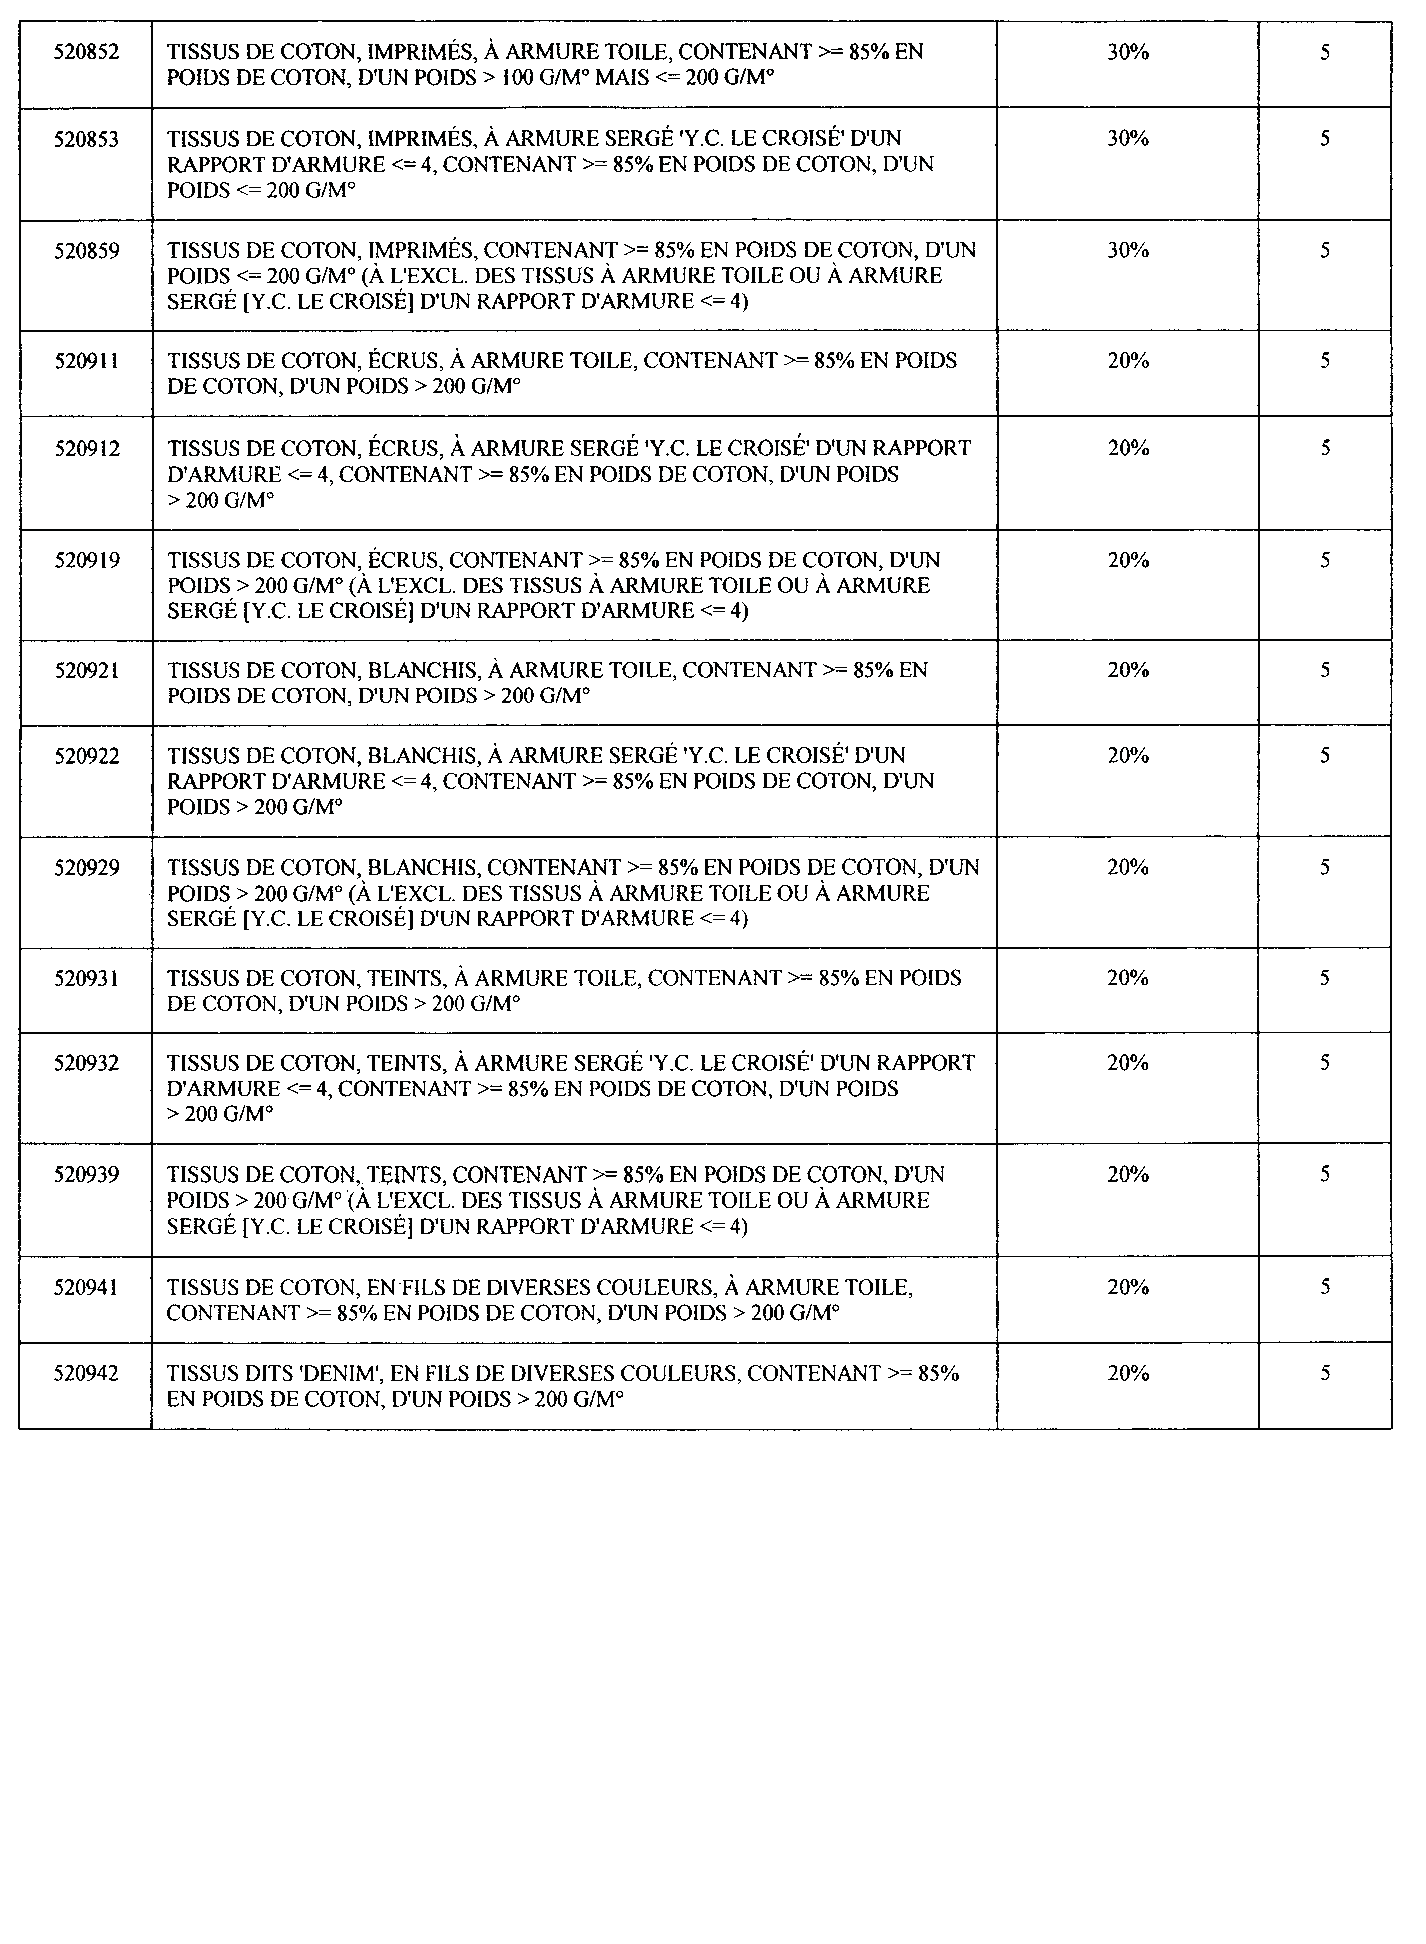 520852 TISSUS DE COTON, IMPRIMÉS, À ARMURE TOILE, CONTENANT >= 85% EN 30% 5
POIDS DE COTON, D'UN POIDS > 100 G/M° MAIS <= 200 G/M°
520853 TISSUS DE COTON, IMPRIMÉS, À ARMURE SERGÉ 'Y.C. LE CROISÉ' D'UN 30% 5
RAPPORT D'ARMURE <= 4, CONTENANT >= 85% EN POIDS DE COTON, D'UN
POIDS <= 200 G/M°
520859 TISSUS DE COTON, IMPRIMÉS, CONTENANT >= 85% EN POIDS DE COTON, D'UN 30% 5
POIDS <= 200 G/M° (À L'EXCL. DES TISSUS À ARMURE TOILE OU À ARMURE
SERGÉ [Y.C. LE CROISÉ] D'UN RAPPORT D'ARMURE <= 4)
520911 TISSUS DE COTON, ÉCRUS, À ARMURE TOILE, CONTENANT >= 85% EN POIDS 20% 5
DE COTON, D'UN POIDS > 200 G/M°
520912 TISSUS DE COTON, ÉCRUS, À ARMURE SERGÉ 'Y.C. LE CROISÉ' D'UN RAPPORT 20% 5
D'ARMURE <= 4, CONTENANT >= 85% EN POIDS DE COTON, D'UN POIDS
> 200 G/M°
520919 TISSUS DE COTON, ÉCRUS, CONTENANT >= 85% EN POIDS DE COTON, D'UN 20% 5
POIDS > 200 G/M° (À L'EXCL. DES TISSUS À ARMURE TOILE OU À ARMURE
SERGÉ [Y.C. LE CROISÉ] D'UN RAPPORT D'ARMURE <= 4)
520921 TISSUS DE COTON, BLANCHIS, À ARMURE TOILE, CONTENANT >= 85% EN 20% 5
POIDS DE COTON, D'UN POIDS > 200 G/M°
520922 TISSUS DE COTON, BLANCHIS, À ARMURE SERGÉ 'Y.C. LE CROISÉ' D'UN 20% 5
RAPPORT D'ARMURE <= 4, CONTENANT >= 85% EN POIDS DE COTON, D'UN
POIDS > 200 G/M°
520929 TISSUS DE COTON, BLANCHIS, CONTENANT >= 85% EN POIDS DE COTON, D'UN 20% 5
POIDS > 200 G/M° (À L'EXCL. DES TISSUS À ARMURE TOILE OU À ARMURE
SERGÉ [Y.C. LE CROISÉ] D'UN RAPPORT D'ARMURE <= 4)
520931 TISSUS DE COTON, TEINTS, À ARMURE TOILE, CONTENANT >= 85% EN POIDS 20% 5
DE COTON, D'UN POIDS > 200 G/M°
520932 TISSUS DE COTON, TEINTS, À ARMURE SERGÉ 'Y.C. LE CROISÉ' D'UN RAPPORT 20% 5
D'ARMURE <= 4, CONTENANT >= 85% EN POIDS DE COTON, D'UN POIDS
> 200 G/M°
520939 TISSUS DE COTON, TEINTS, CONTENANT >= 85% EN POIDS DE COTON, D'UN 20% 5
POIDS > 200 G/M° (À L'EXCL. DES TISSUS À ARMURE TOILE OU À ARMURE
SERGÉ [Y.C. LE CROISÉ] D'UN RAPPORT D'ARMURE <= 4)
520941 TISSUS DE COTON, EN FILS DE DIVERSES COULEURS, À ARMURE TOILE, 20% 5
CONTENANT >= 85% EN POIDS DE COTON, D'UN POIDS > 200 G/M°
520942 TISSUS DITS 'DENIM', EN FILS DE DIVERSES COULEURS, CONTENANT >= 85% 20% 5
EN POIDS DE COTON, D'UN POIDS > 200 G/M°